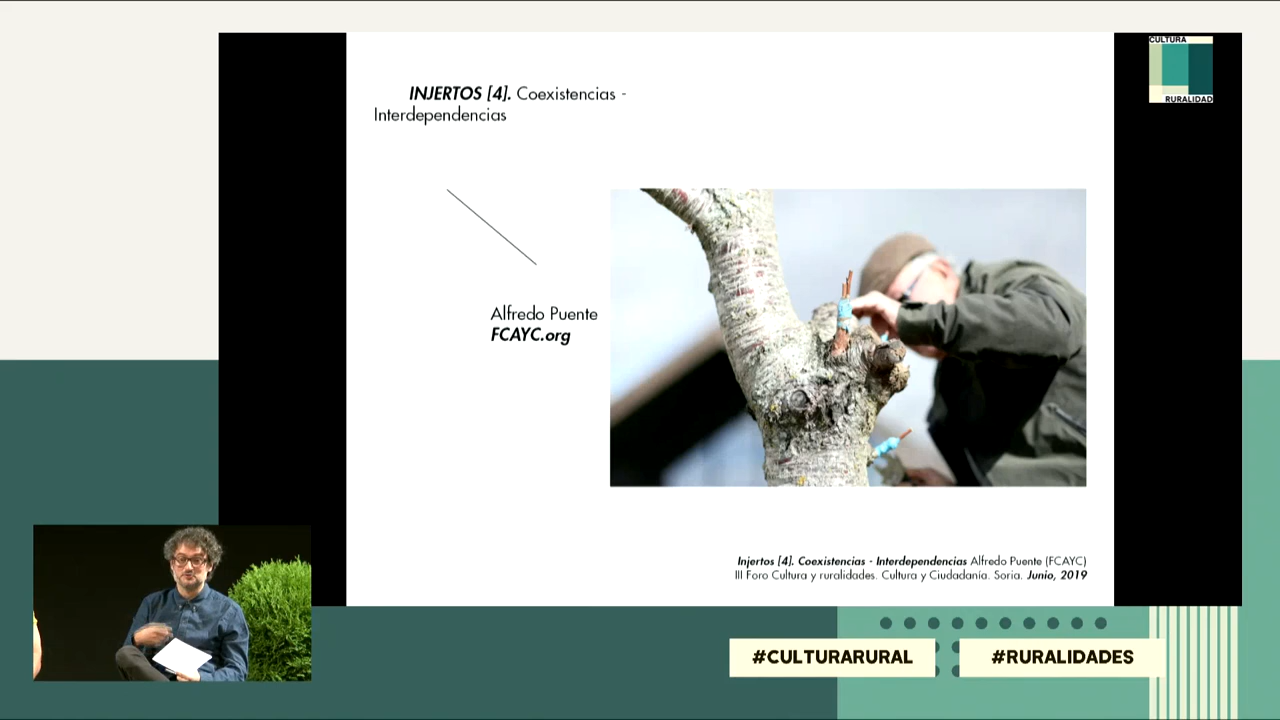 CULTURA
RURALIDAD
INJERTOS [4]. Coexistencias -
Interdependencias
Alfredo Puente
FCAYC.org
Injertos [4]. Coexistencias - Interdependencias Alfredo Puente (FCAYC)
III Foro Cultura y ruralidades. Cultura y Ciudadanía. Soria. Junio, 2019
#CULTURARURAL
#RURALIDADES